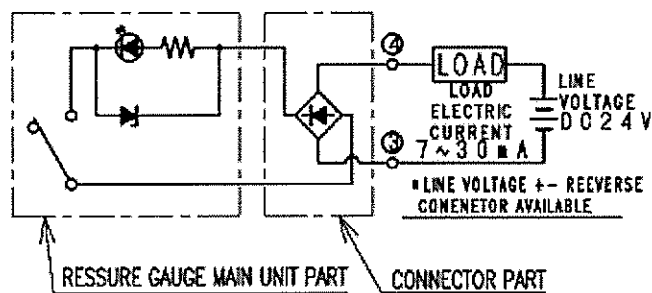 *
④
LOAD
LOAD
ELECTRIC
CURRENT
7~30mA
LINE
VOLTAGE
DC24V
③
*LINE VOLTAGE +- REEVERSE
CONENETOR AVAILABLE
RESSURE GAUGE MAIN UNIT PART
CONNECTOR PART